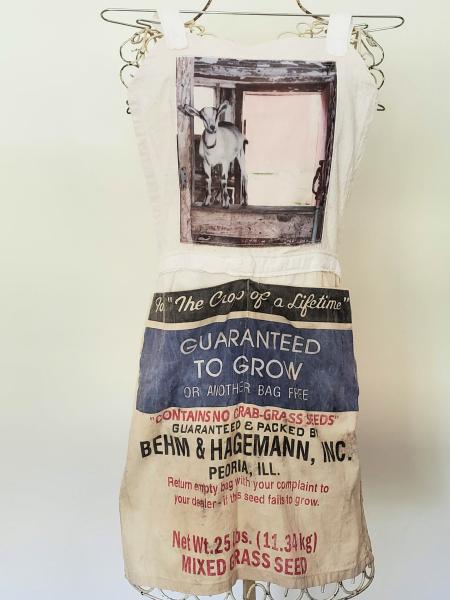 "The Crop of a Lifetime"
GUARANTEED
TO GROW
OR ANOTHER BAG FREE
"CONTAINS NO CRAB-GRASS SEEDS"
GUARANTEED & PACKED BY
BEHM & HAGEMANN, INC.
PEORIA, ILL.
Return empty bag with your complaint to
your dealer - if this seed fails to grow.
Net Wt. 25 Lbs. (11.34 kg)
MIXED GRASS SEED